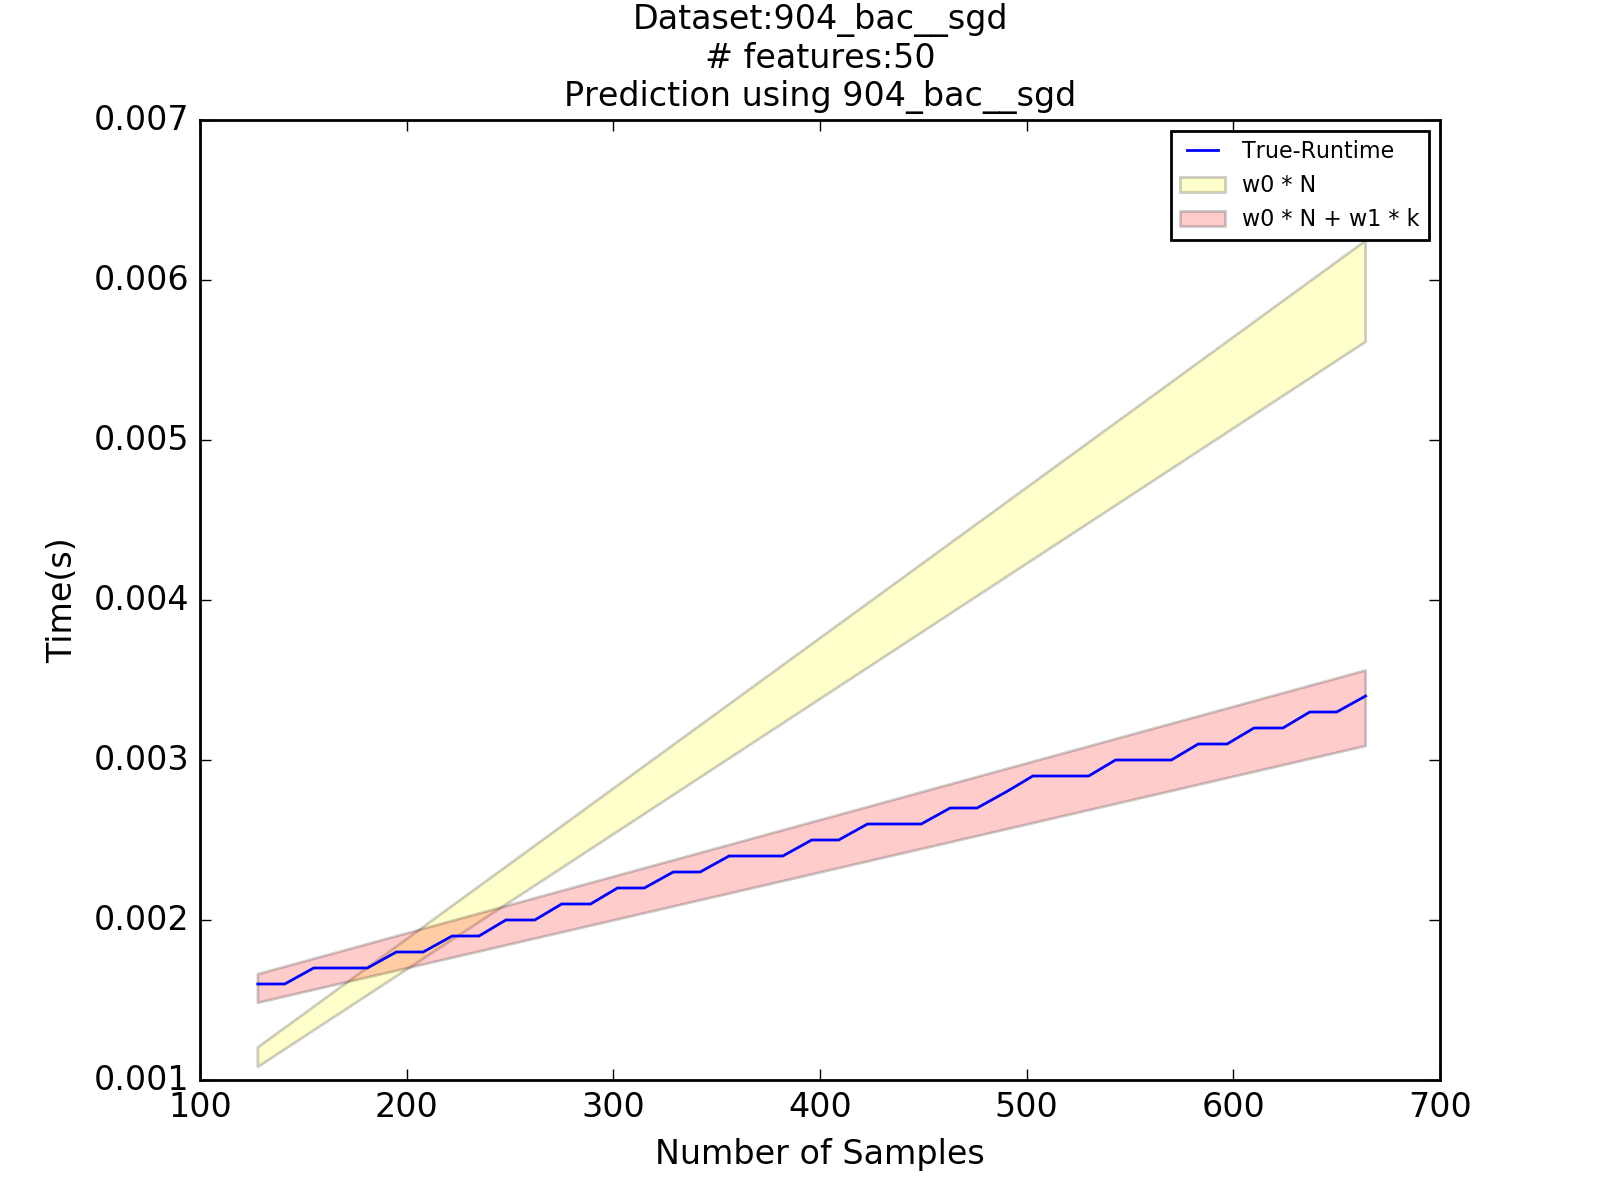 Dataset:904_bac__sgd
# features:50
Prediction using 904_bac__sgd
0.007
0.006
0.005
0.004
0.003
0.002
0.001
Time(s)
True-Runtime
w0 * N
w0 * N + w1 * k
100 200 300 400 500 600 700
Number of Samples